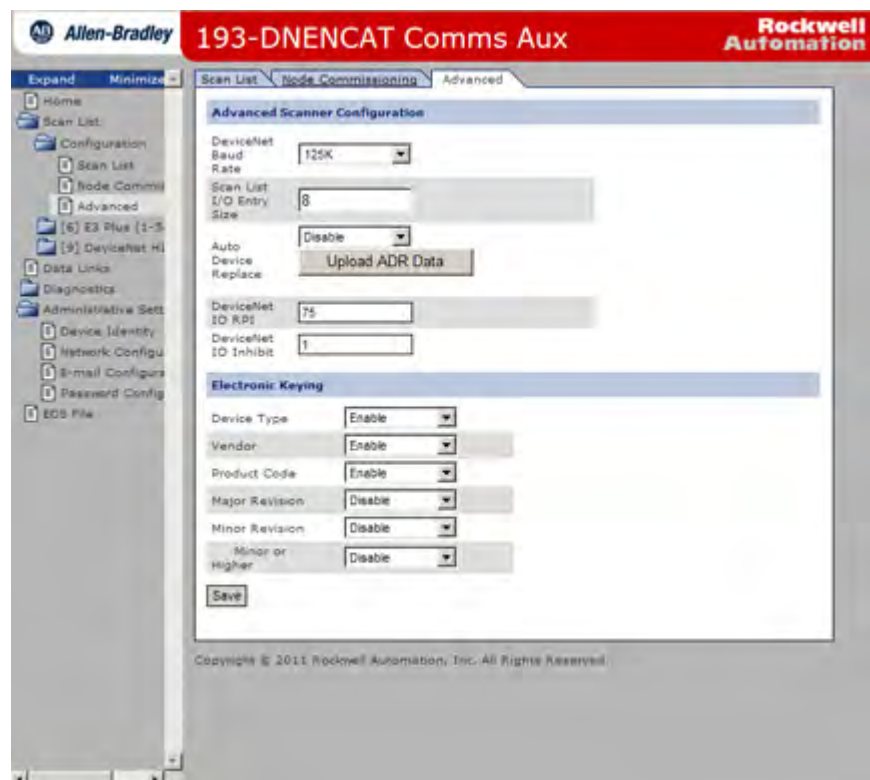 Allen-Bradley
193-DNENCAT Comms Aux
Rockwell
Automation
Expand Minimize
Home
Scan List
Configuration
Scan List
Node Commi
Advanced
[6] E3 Plus (1-5
[9] DeviceNet Hi
Data Links
Diagnostics
Administrative Sett
Device Identity
Network Configu
E-mail Configura
Password Config
EDS File
Scan List Node Commissioning Advanced
Advanced Scanner Configuration
DeviceNet
Baud
Rate
125K
Scan List
I/O Entry
Size
8
Auto
Device
Replace
Disable
Upload ADR Data
DeviceNet
IO RPI
75
DeviceNet
IO Inhibit
1
Electronic Keying
Device Type Enable
Vendor Enable
Product Code Enable
Major Revision Disable
Minor Revision Disable
Minor or
Higher
Disable
Save
Copyright © 2011 Rockwell Automation, Inc. All Rights Reserved.